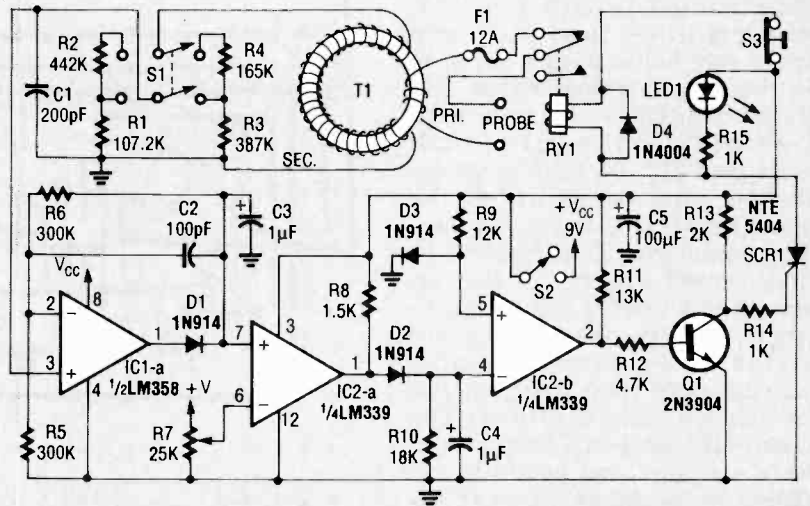 R2
442K
S1
R4
165K
F1
12A
S3
C1
200pF
R1
107.2K
R3
387K
T1
SEC.
PRI.
PROBE
RY1
LED1
D4
1N4004
R15
1K
R6
300K
C2
100pF
C3
1µF
D3
1N914
R9
12K
+VCC
9V
S2
C5
100µF
R13
2K
NTE
5404
SCR1
VCC
8
2
−
3
+
1
4
IC1-a
½LM358
D1
1N914
R8
1.5K
D2
1N914
R11
13K
7
+
3
6
−
1
12
IC2-a
¼LM339
5
+
4
−
2
IC2-b
¼LM339
R12
4.7K
Q1
2N3904
R14
1K
R5
300K
+V
R7
25K
R10
18K
+
C4
1µF